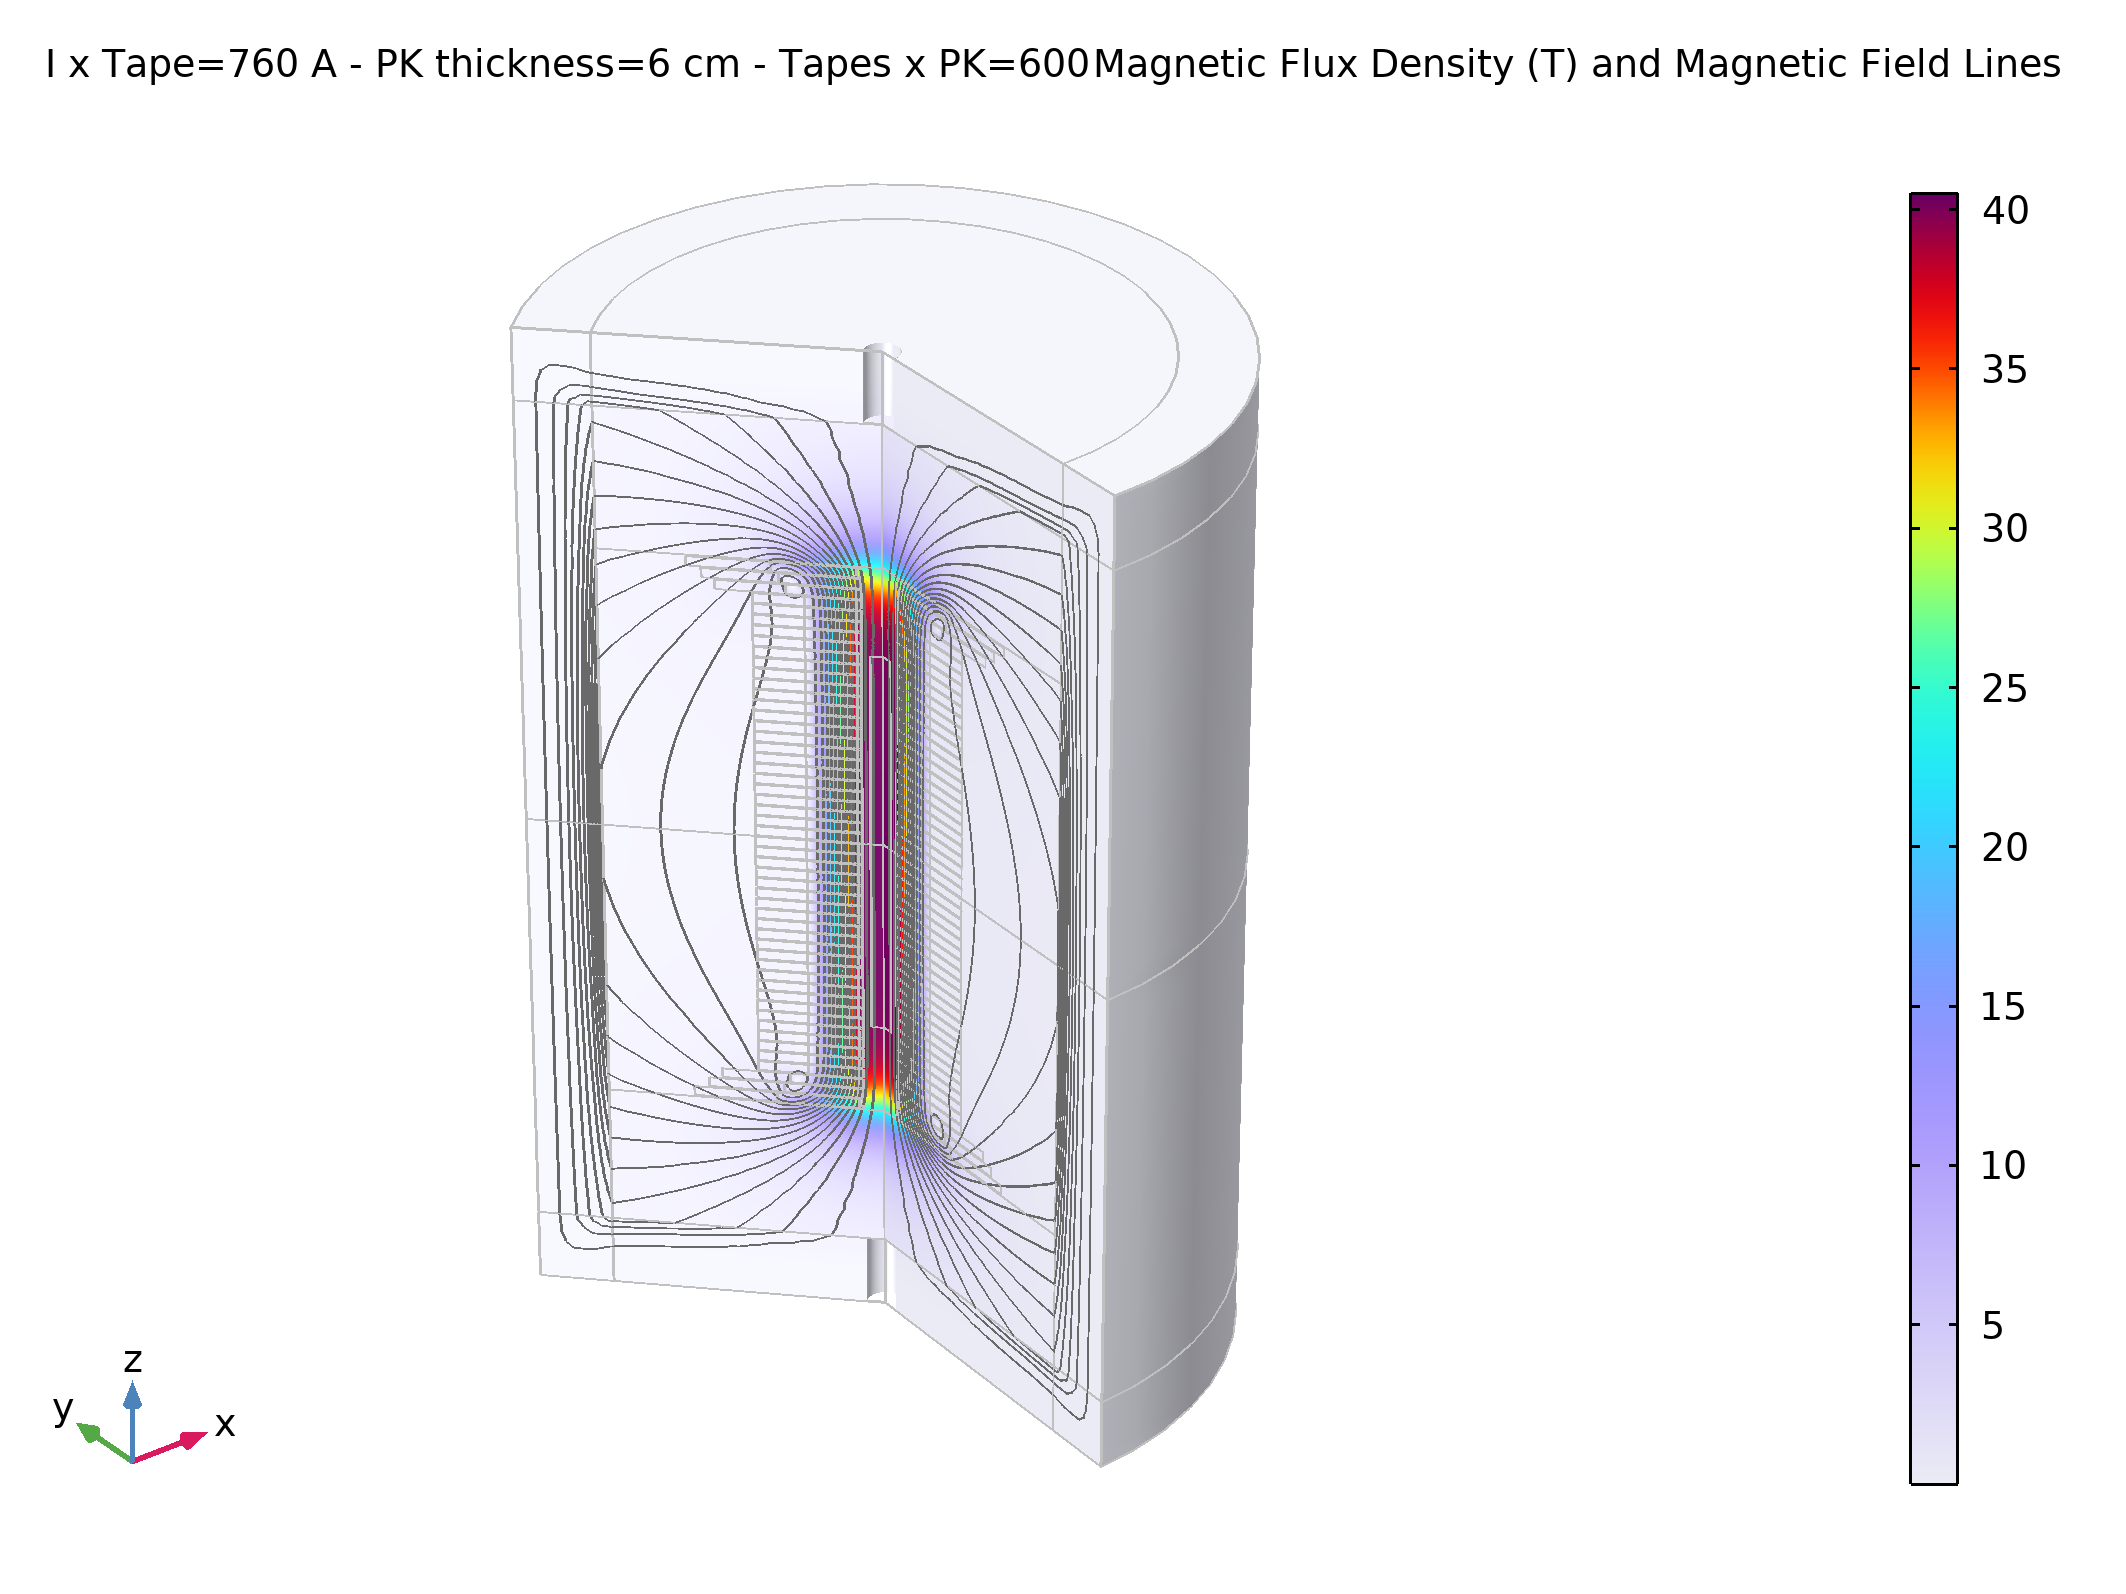 I x Tape=760 A - PK thickness=6 cm - Tapes x PK=600Magnetic Flux Density (T) and Magnetic Field Lines
40
35
30
25
20
15
10
5
z
y
x